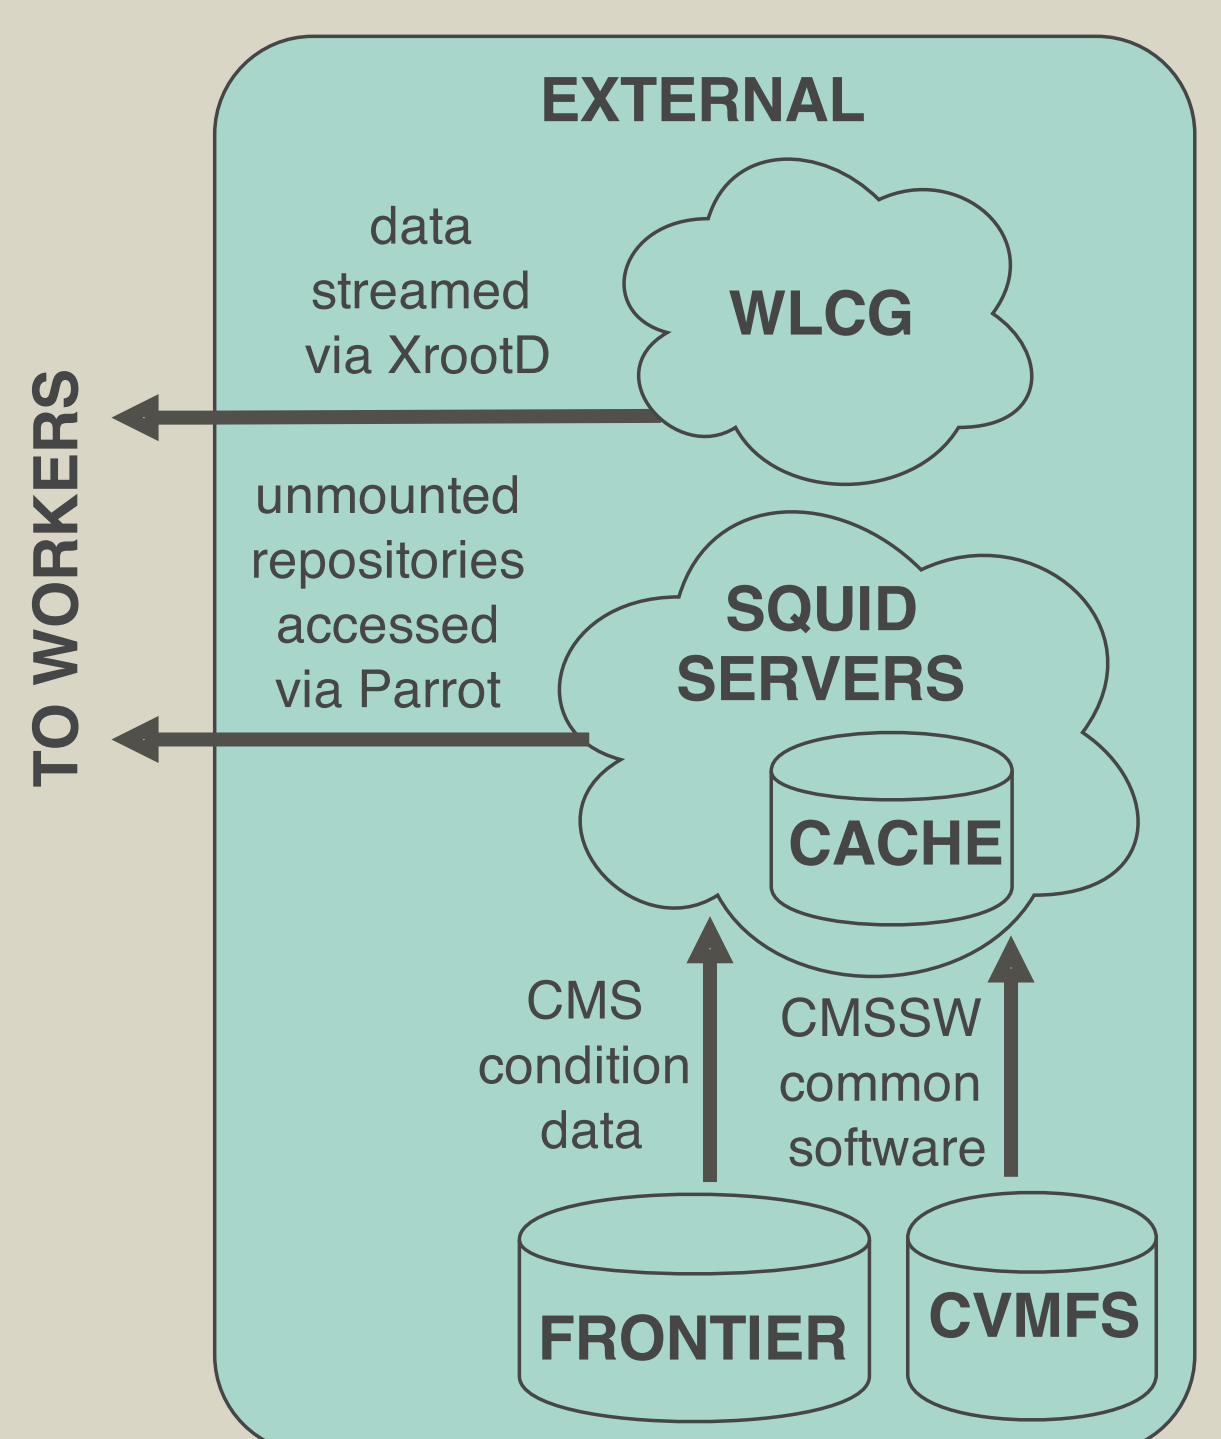 EXTERNAL
data
streamed
via XrootD
WLCG
TO WORKERS
unmounted
repositories
accessed
via Parrot
SQUID
SERVERS
CACHE
CMS
condition
data
CMSSW
common
software
FRONTIER
CVMFS